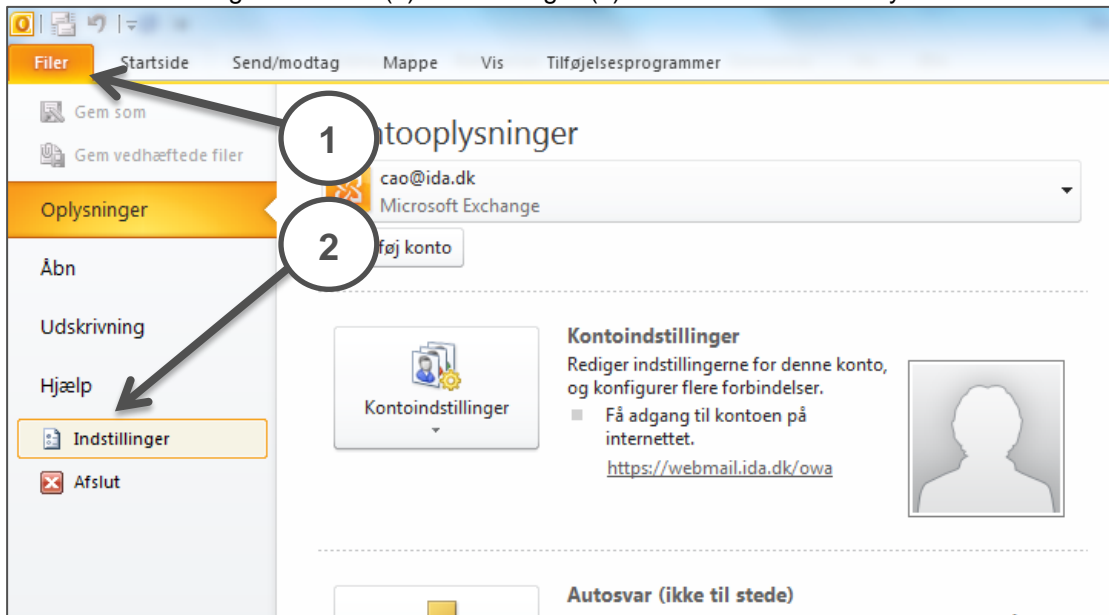 Filer Startside Send/modtag Mappe Vis Tilføjelsesprogrammer
Gem som
Gem vedhæftede filer
Oplysninger
Åbn
Udskrivning
Hjælp
Indstillinger
Afslut
1
2
ntooplysninger
cao@ida.dk
Microsoft Exchange
føj konto
Kontoindstillinger
Kontoindstillinger
Rediger indstillingerne for denne konto,
og konfigurer flere forbindelser.
Få adgang til kontoen på
internettet.
https://webmail.ida.dk/owa
Autosvar (ikke til stede)